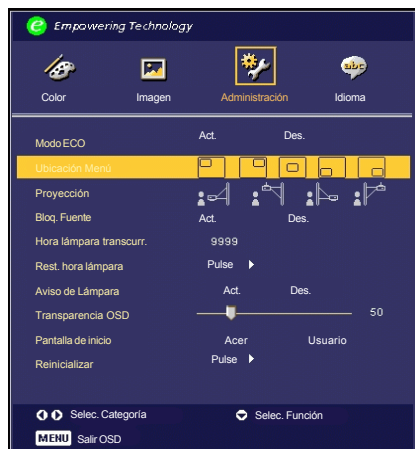 e Empowering Technology
Color Imagen Administración Idioma
Modo ECO Act. Des.
Ubicación Menú
Proyección
Bloq. Fuente Act. Des.
Hora lámpara transcurr. 9999
Rest. hora lámpara Pulse
Aviso de Lámpara Act. Des.
Transparencia OSD 50
Pantalla de inicio Acer Usuario
Reinicializar Pulse
Selec. Categoría Selec. Función
MENU Salir OSD